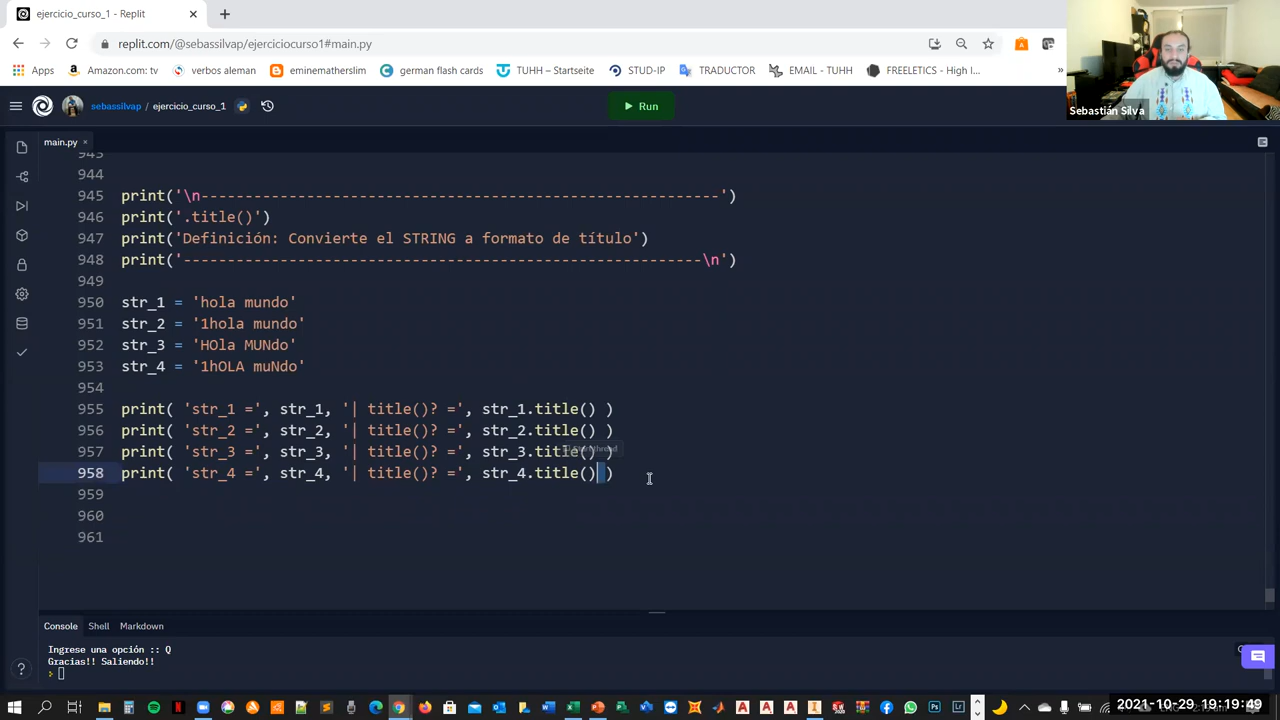 ejercicio_curso_1 - Replit
replit.com/@sebassilvap/ejerciciocurso1#main.py
Apps
Amazon.com: tv
verbos aleman
eminematherslim
german flash cards
TUHH – Startseite
STUD-IP
TRADUCTOR
EMAIL - TUHH
FREELETICS - High I...
»
Sebastián Silva
sebassilvap / ejercicio_curso_1
Run
main.py
943
944
945 print('\n-----------------------------------------------------------')
946 print('.title()')
947 print('Definición: Convierte el STRING a formato de título')
948 print('-----------------------------------------------------------\n')
949
950 str_1 = 'hola mundo'
951 str_2 = '1hola mundo'
952 str_3 = 'HOla MUNdo'
953 str_4 = '1hOLA muNdo'
954
955 print( 'str_1 =', str_1, '| title()? =', str_1.title() )
956 print( 'str_2 =', str_2, '| title()? =', str_2.title() )
957 print( 'str_3 =', str_3, '| title()? =', str_3.title() )
958 print( 'str_4 =', str_4, '| title()? =', str_4.title() )
959
960
961
Console
Shell
Markdown
Ingrese una opción :: Q
Gracias!! Saliendo!!
2021-10-29 19:19:49